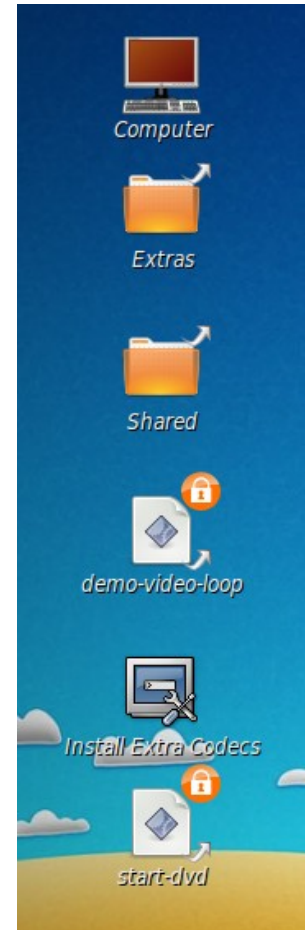 Computer
Extras
Shared
demo-video-loop
Install Extra Codecs
start-dvd